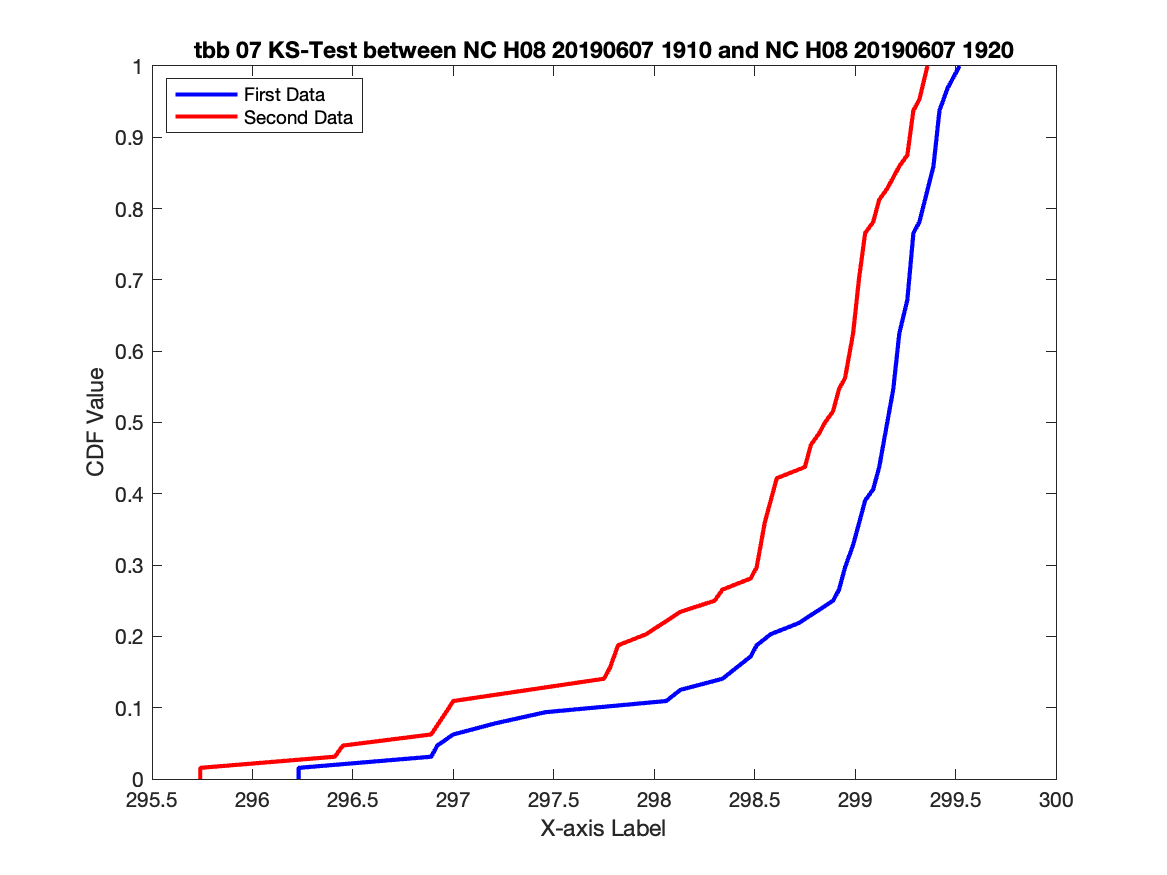 tbb 07 KS-Test between NC H08 20190607 1910 and NC H08 20190607 1920
First Data
Second Data
1
0.9
0.8
0.7
0.6
0.5
0.4
0.3
0.2
0.1
0
CDF Value
295.5 296 296.5 297 297.5 298 298.5 299 299.5 300
X-axis Label